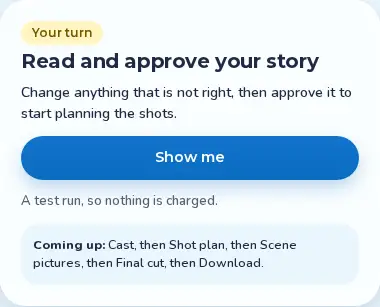 Your turn
Read and approve your story
Change anything that is not right, then approve it to
start planning the shots.
Show me
A test run, so nothing is charged.
Coming up: Cast, then Shot plan, then Scene
pictures, then Final cut, then Download.